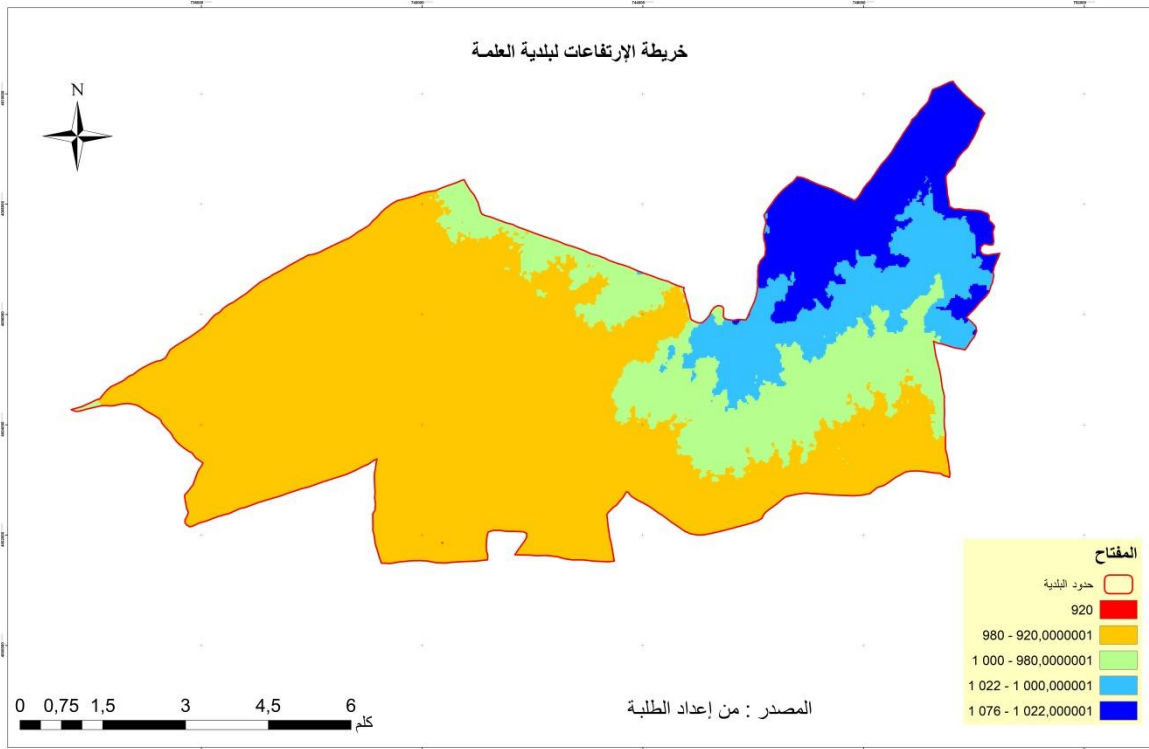 خريطة الإرتفاعات لبلدية العلمة
N
المفتاح
حدود البلدية
920
980 - 920,0000001
1 000 - 980,0000001
1 022 - 1 000,000001
1 076 - 1 022,000001
0 0,75 1,5 3 4,5 6
كلم
المصدر : من إعداد الطلبة